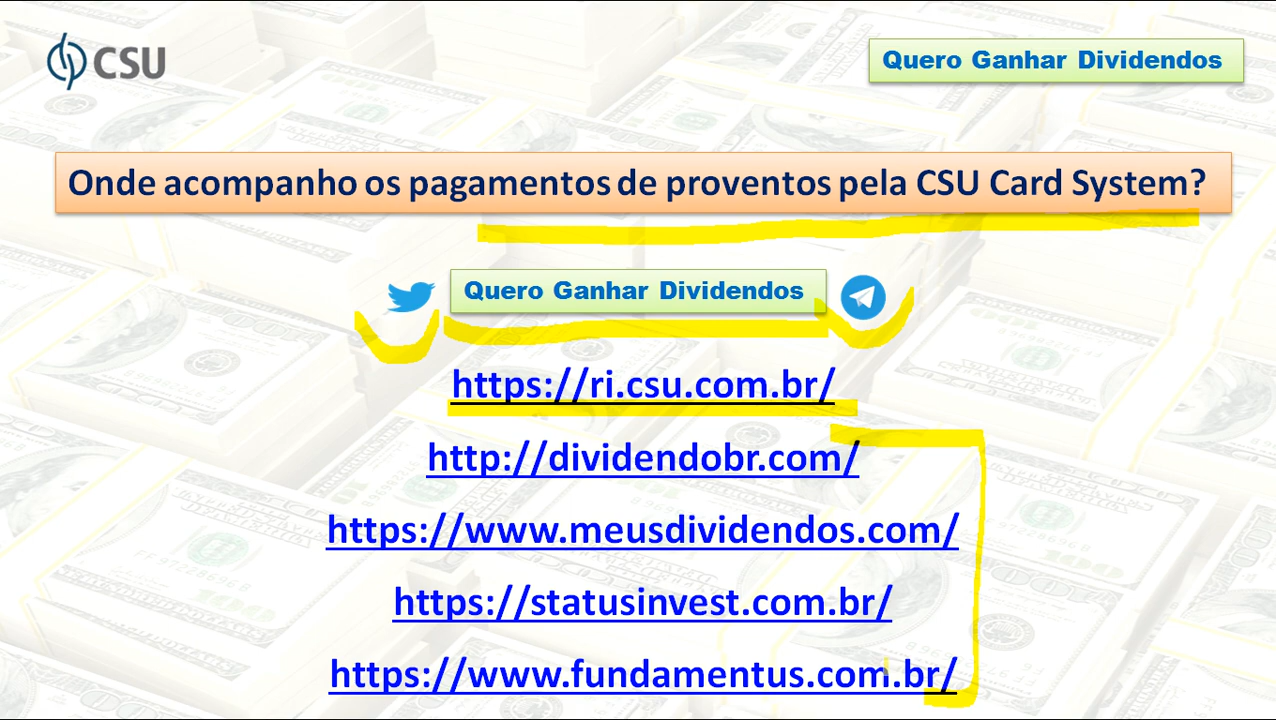 CSU
Quero Ganhar Dividendos
Onde acompanho os pagamentos de proventos pela CSU Card System?
Quero Ganhar Dividendos
https://ri.csu.com.br/
http://dividendobr.com/
https://www.meusdividendos.com/
https://statusinvest.com.br/
https://www.fundamentus.com.br/